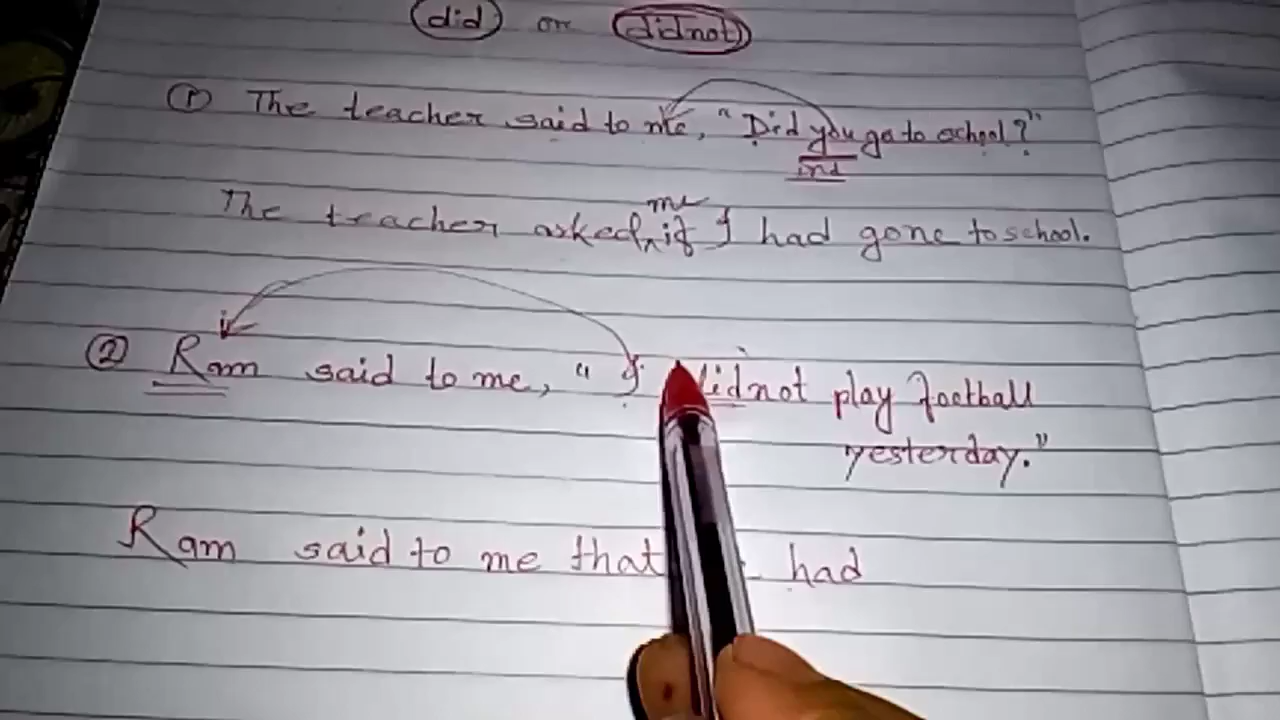 did or didnot
① The teacher said to me, "Did you go to school?"
ind
me
The teacher asked ^ if I had gone to school.
② Ram said to me, "I didnot play football
yesterday."
Ram said to me that had